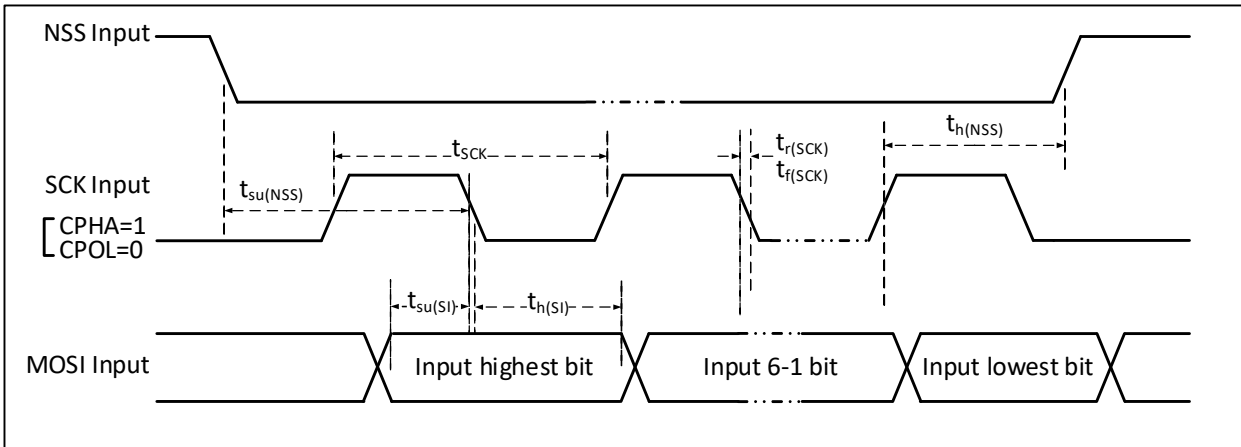 NSS Input
t_h(NSS)
t_SCK
t_r(SCK)
t_f(SCK)
SCK Input
t_su(NSS)
CPHA=1
CPOL=0
t_su(SI)
t_h(SI)
MOSI Input
Input highest bit
Input 6-1 bit
Input lowest bit